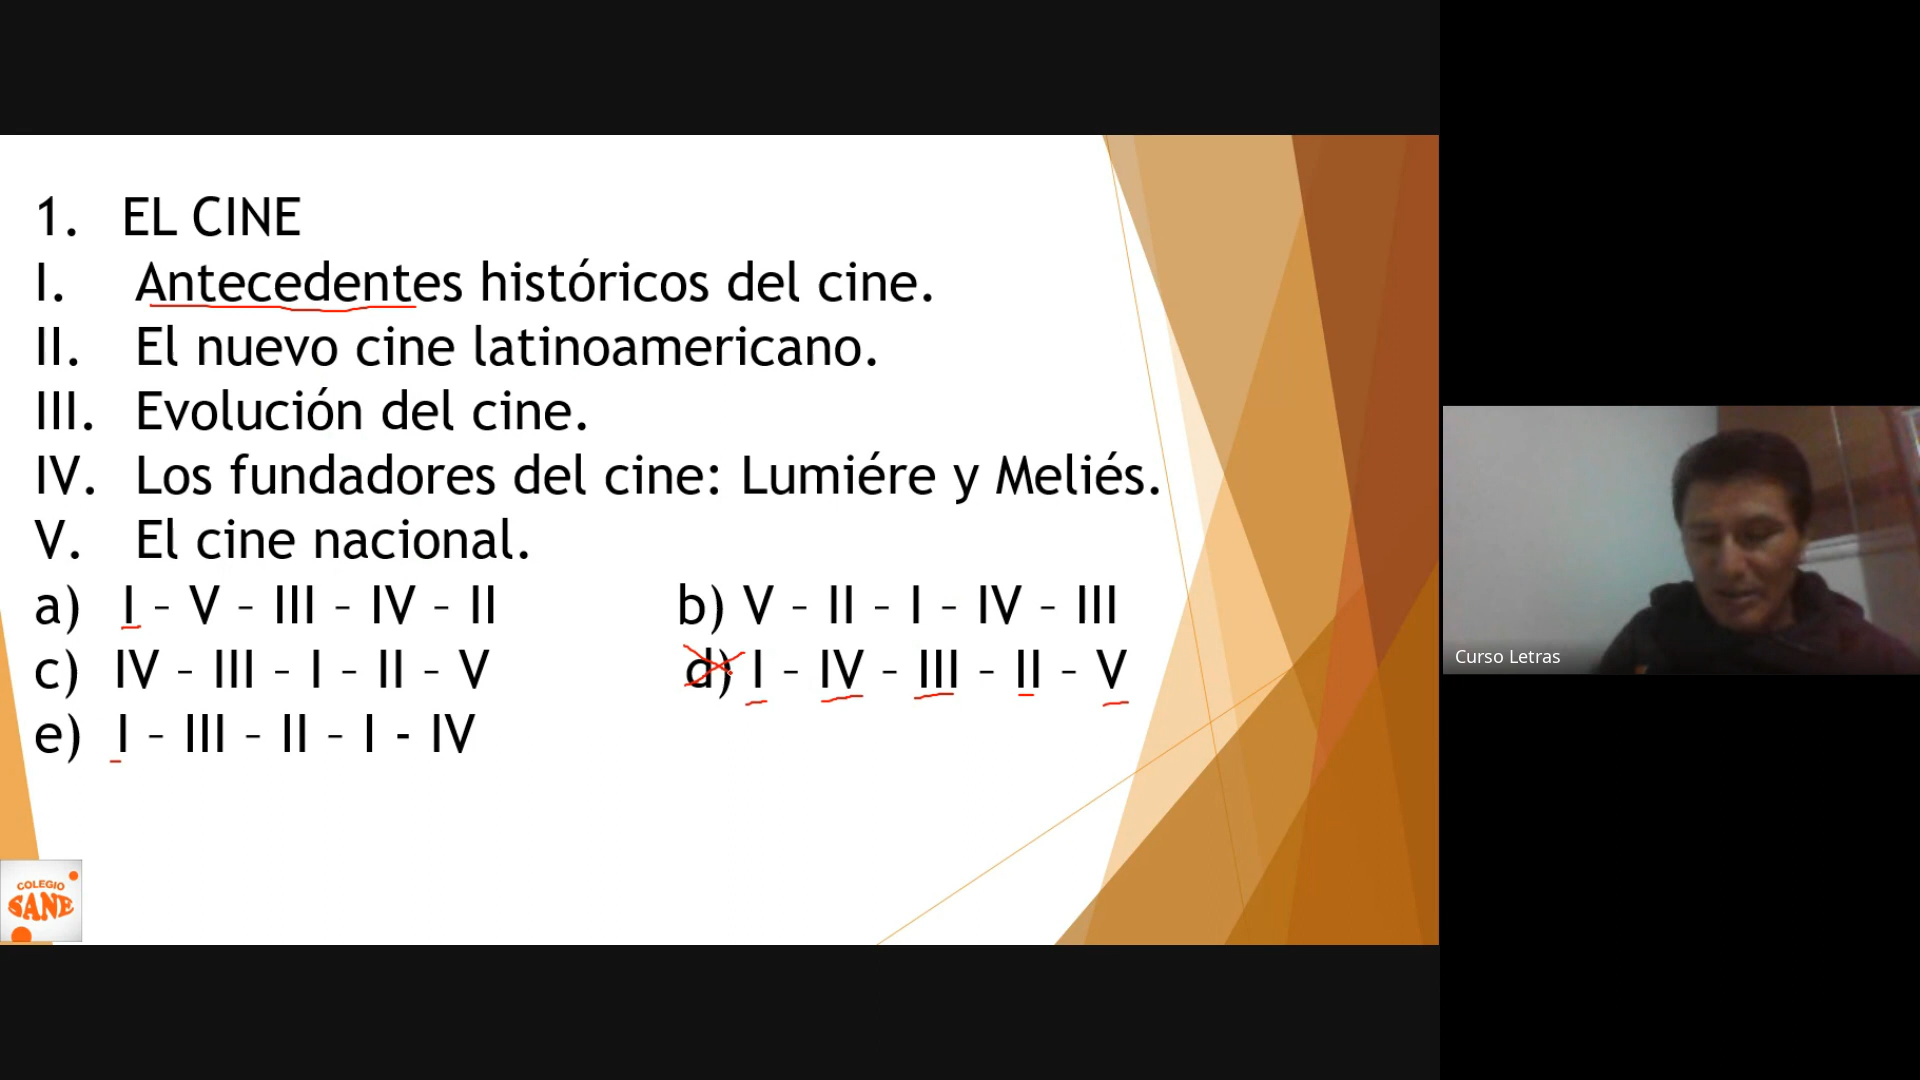 1. EL CINE
I. Antecedentes históricos del cine.
II. El nuevo cine latinoamericano.
III. Evolución del cine.
IV. Los fundadores del cine: Lumiére y Meliés.
V. El cine nacional.
a) I – V – III – IV – II b) V – II – I – IV – III
c) IV – III – I – II – V d) I – IV – III – II – V
e) I – III – II – I - IV
COLEGIO
SANE
Curso Letras